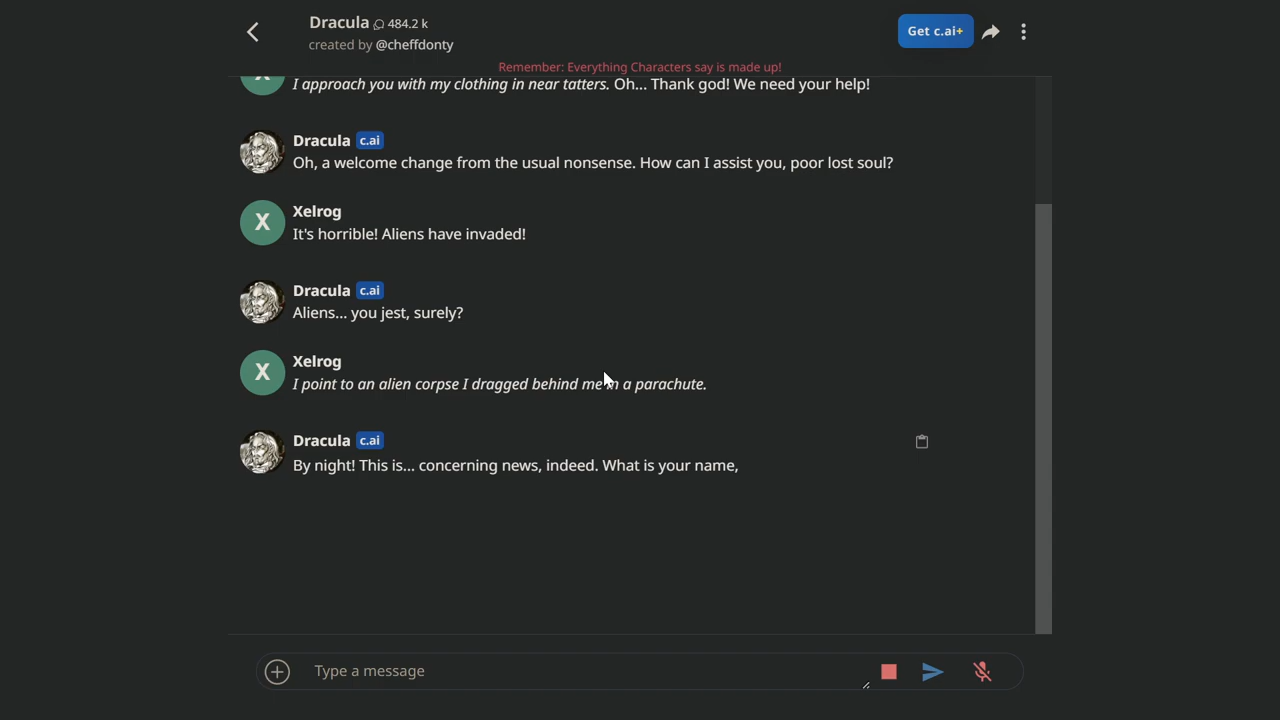 Dracula 484.2 k
created by @cheffdonty
Get c.ai+
Remember: Everything Characters say is made up!
X
I approach you with my clothing in near tatters. Oh... Thank god! We need your help!
Dracula c.ai
Oh, a welcome change from the usual nonsense. How can I assist you, poor lost soul?
X
Xelrog
It's horrible! Aliens have invaded!
Dracula c.ai
Aliens... you jest, surely?
X
Xelrog
I point to an alien corpse I dragged behind me in a parachute.
Dracula c.ai
By night! This is... concerning news, indeed. What is your name,
Type a message